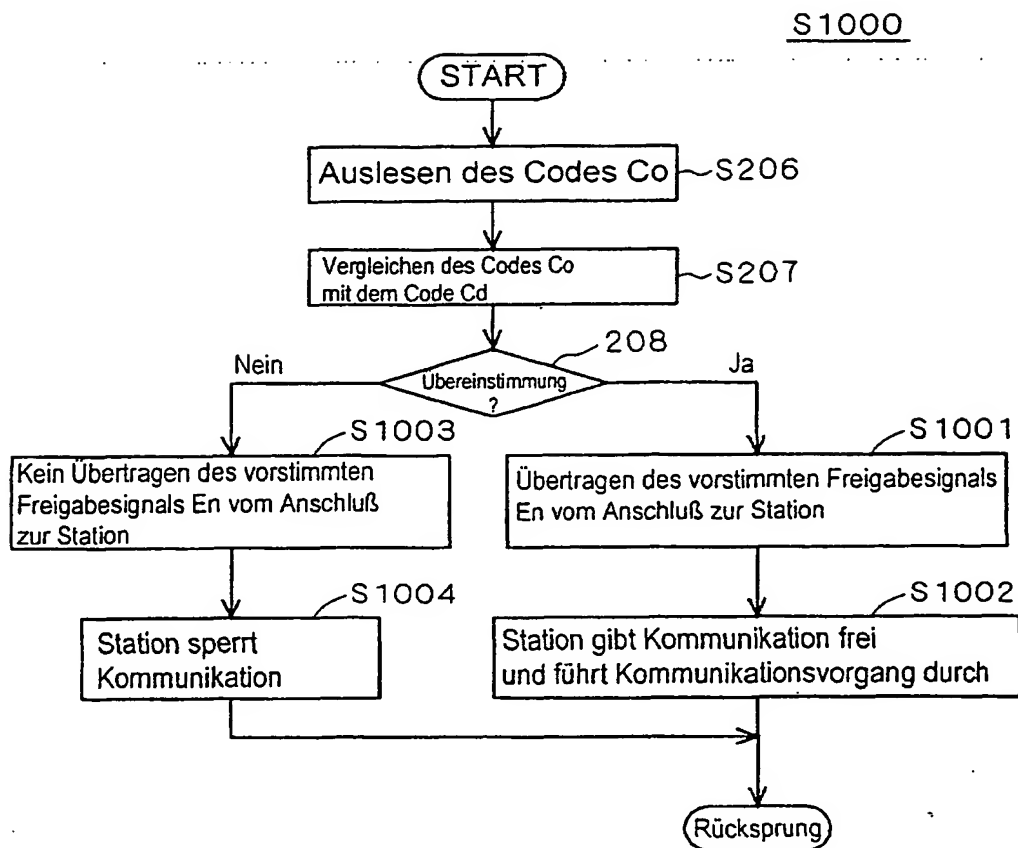 S1000
START
Auslesen des Codes Co
S206
Vergleichen des Codes Co
mit dem Code Cd
S207
208
Nein
Übereinstimmung
?
Ja
S1003
Kein Übertragen des vorstimmten
Freigabesignals En vom Anschluß
zur Station
S1001
Übertragen des vorstimmten Freigabesignals
En vom Anschluß zur Station
S1004
Station sperrt
Kommunikation
S1002
Station gibt Kommunikation frei
und führt Kommunikationsvorgang durch
Rücksprung